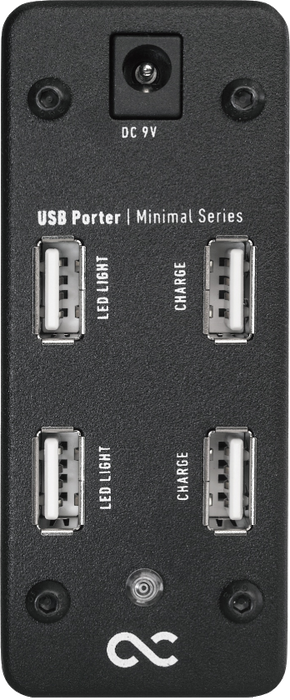 DC 9V
USB Porter | Minimal Series
LED LIGHT
CHARGE
LED LIGHT
CHARGE